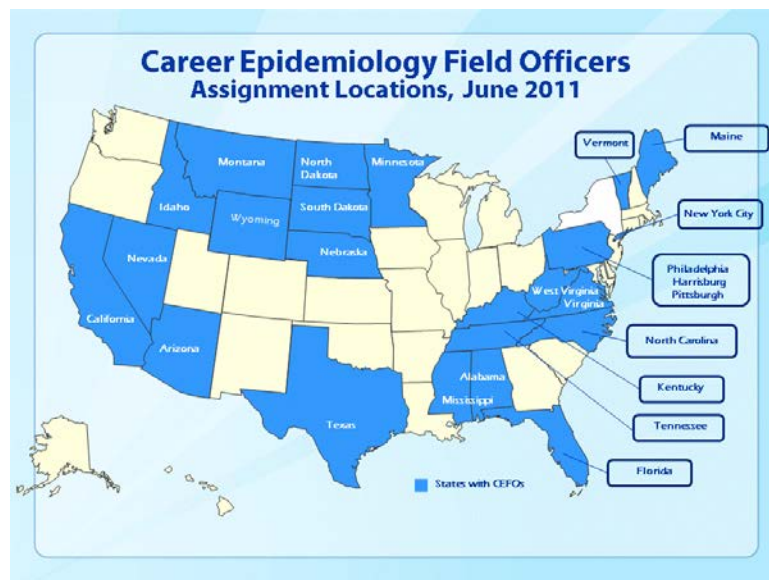 Career Epidemiology Field Officers
Assignment Locations, June 2011
Maine
Vermont
Montana
North
Dakota
Minnesota
Idaho
South Dakota
Wyoming
New York City
Nebraska
Nevada
Philadelphia
Harrisburg
Pittsburgh
West Virginia
Virginia
California
Arizona
North Carolina
Alabama
Kentucky
Mississippi
Texas
Tennessee
Florida
States with CEFOs